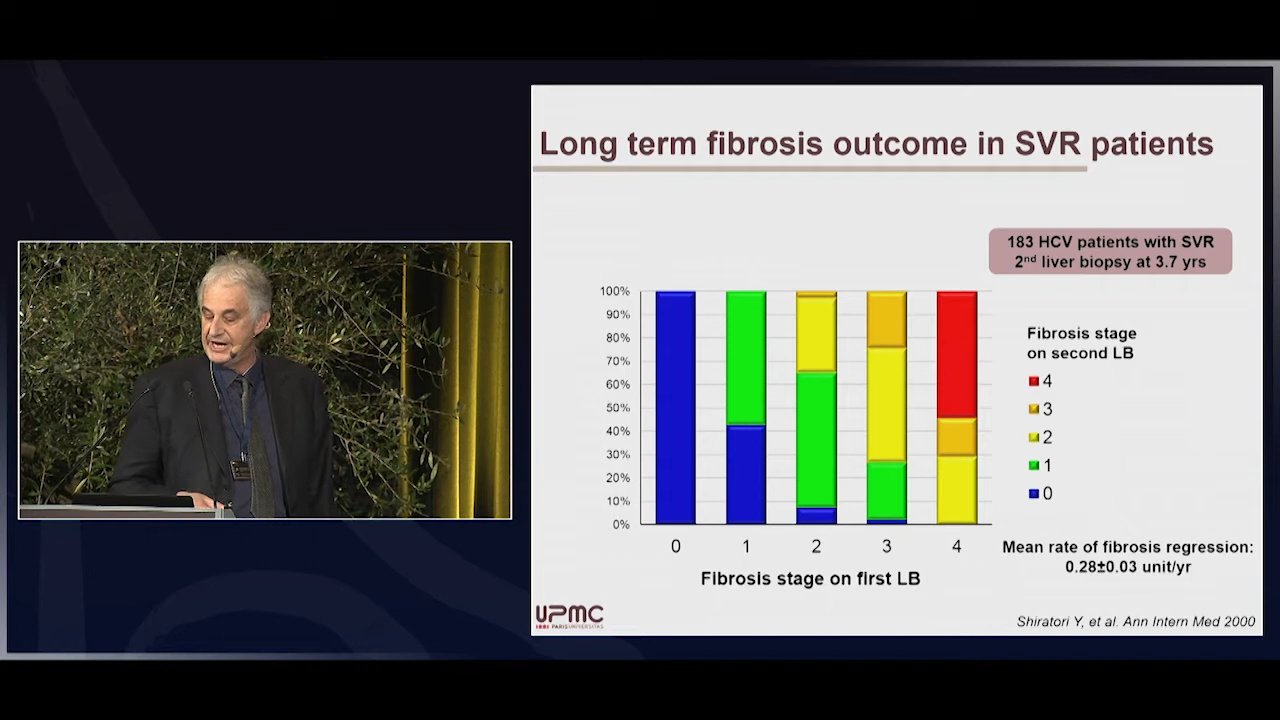 Long term fibrosis outcome in SVR patients
183 HCV patients with SVR
2nd liver biopsy at 3.7 yrs
100%
90%
80%
70%
60%
50%
40%
30%
20%
10%
0%
0 1 2 3 4
Fibrosis stage on first LB
Fibrosis stage
on second LB
4
3
2
1
0
Mean rate of fibrosis regression:
0.28±0.03 unit/yr
UPMC
PARISUNIVERSITAS
Shiratori Y, et al. Ann Intern Med 2000